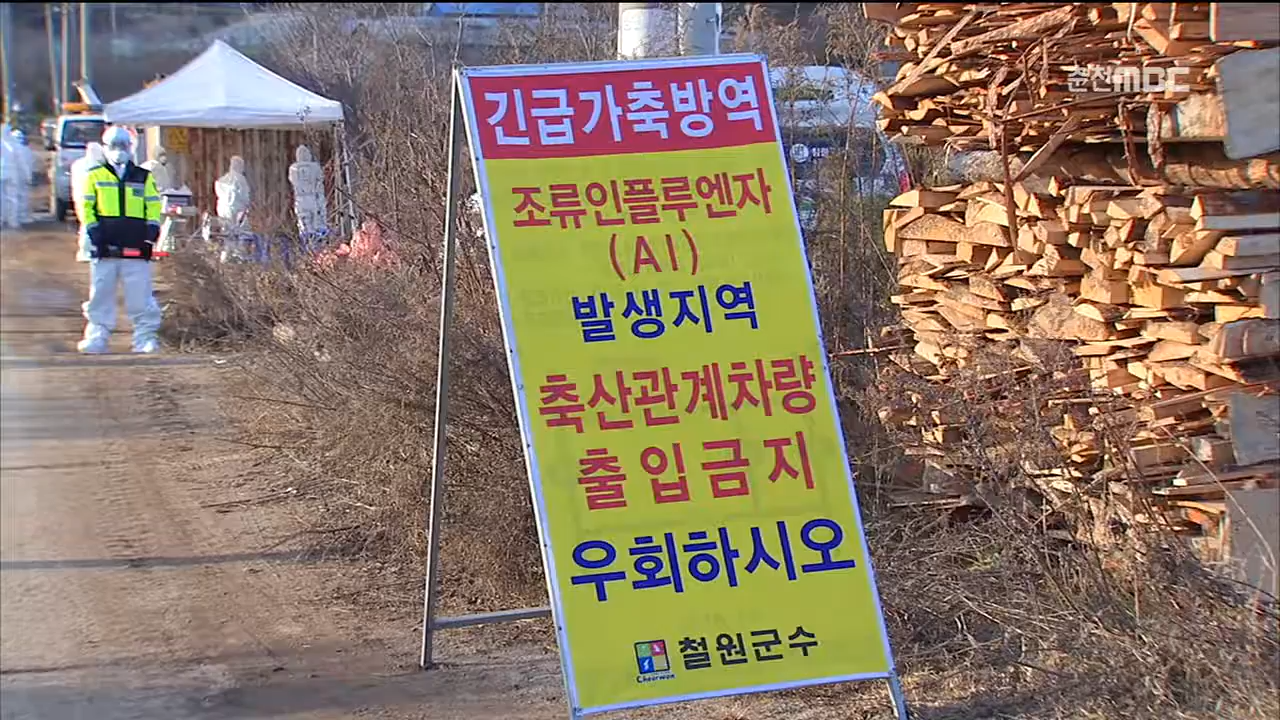 춘천MBC
긴급가축방역
조류인플루엔자
(AI)
발생지역
축산관계차량
출입금지
우회하시오
철원군수
Cheorwon